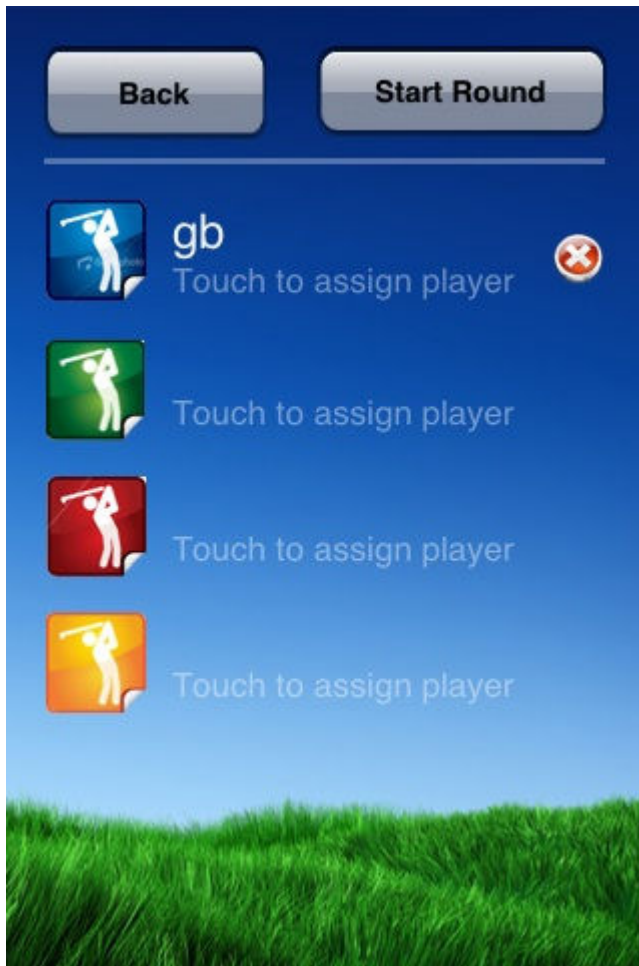 Back
Start Round
gb
Touch to assign player
Touch to assign player
Touch to assign player
Touch to assign player